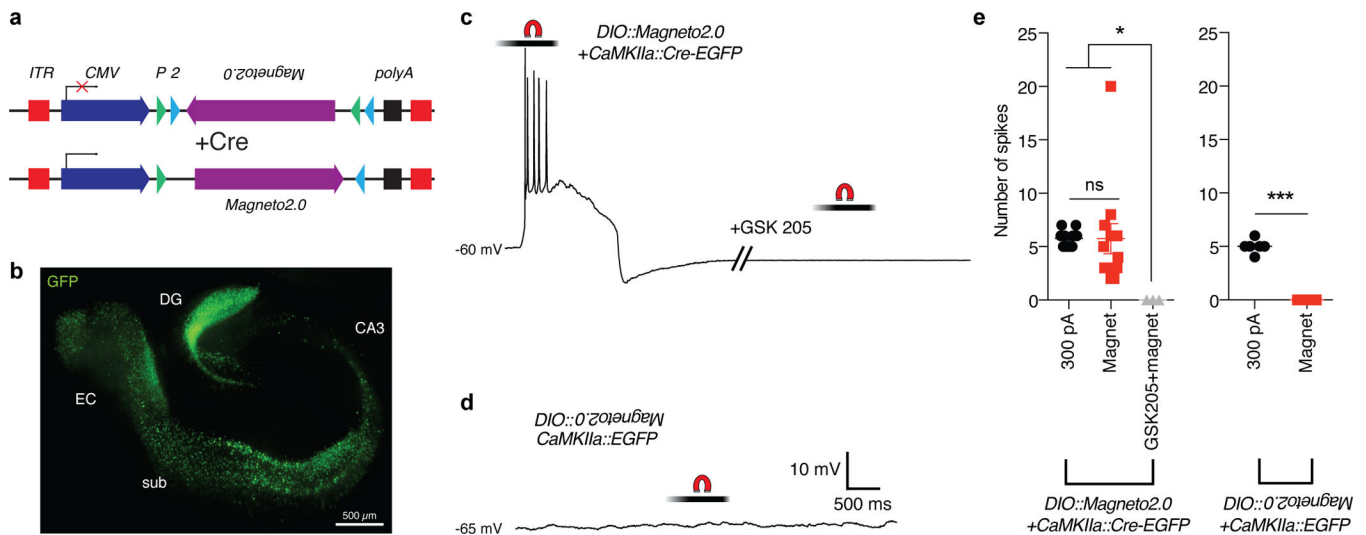 a
ITR
CMV
P 2
Magneto2.0
polyA
+Cre
Magneto2.0
b
GFP
DG
CA3
EC
sub
500 µm
c
DIO::Magneto2.0
+CaMKIIa::Cre-EGFP
+GSK 205
-60 mV
d
DIO::Magneto2.0
CaMKIIa::EGFP
10 mV
500 ms
-65 mV
e
Number of spikes
25
20
15
10
5
0
*
ns
300 pA
Magnet
GSK205+magnet
DIO::Magneto2.0
+CaMKIIa::Cre-EGFP
25
20
15
10
5
0
***
300 pA
Magnet
DIO::Magneto2.0
+CaMKIIa::EGFP